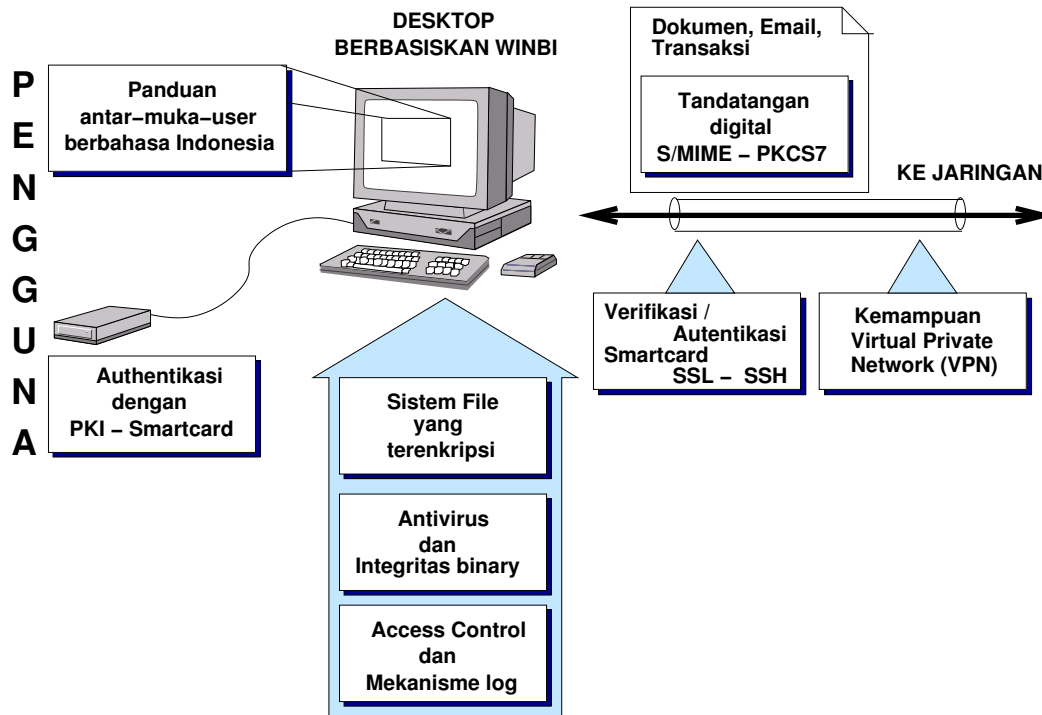 DESKTOP
BERBASISKAN WINBI
PENGGUNA
Panduan
antar−muka−user
berbahasa Indonesia
Dokumen, Email,
Transaksi
Tandatangan
digital
S/MIME − PKCS7
KE JARINGAN
Verifikasi /
Autentikasi
Smartcard
SSL − SSH
Kemampuan
Virtual Private
Network (VPN)
Authentikasi
dengan
PKI − Smartcard
Sistem File
yang
terenkripsi
Antivirus
dan
Integritas binary
Access Control
dan
Mekanisme log